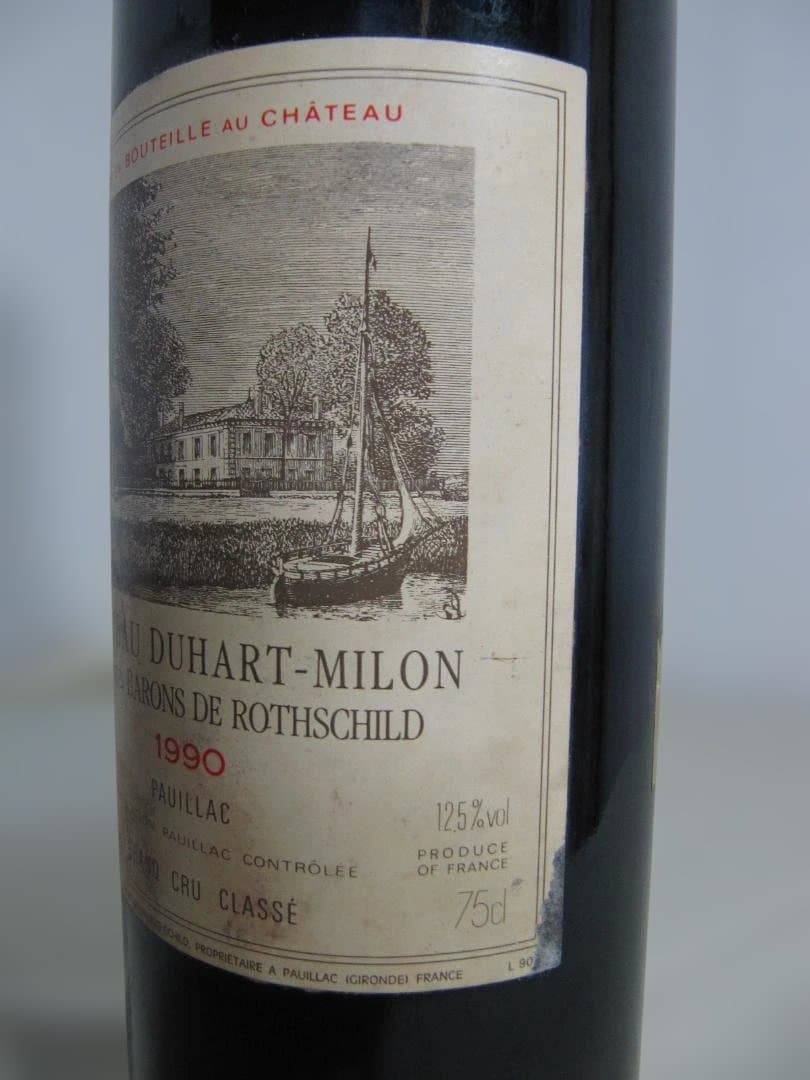 EN BOUTEILLE AU CHÂTEAU
DUHART-MILON
BARONS DE ROTHSCHILD
1990
PAUILLAC
12,5% vol
PAUILLAC CONTRÔLÉE
PRODUCE
OF FRANCE
CRU CLASSÉ
75cl
PROPRIÉTAIRE A PAUILLAC (GIRONDE) FRANCE
L 90